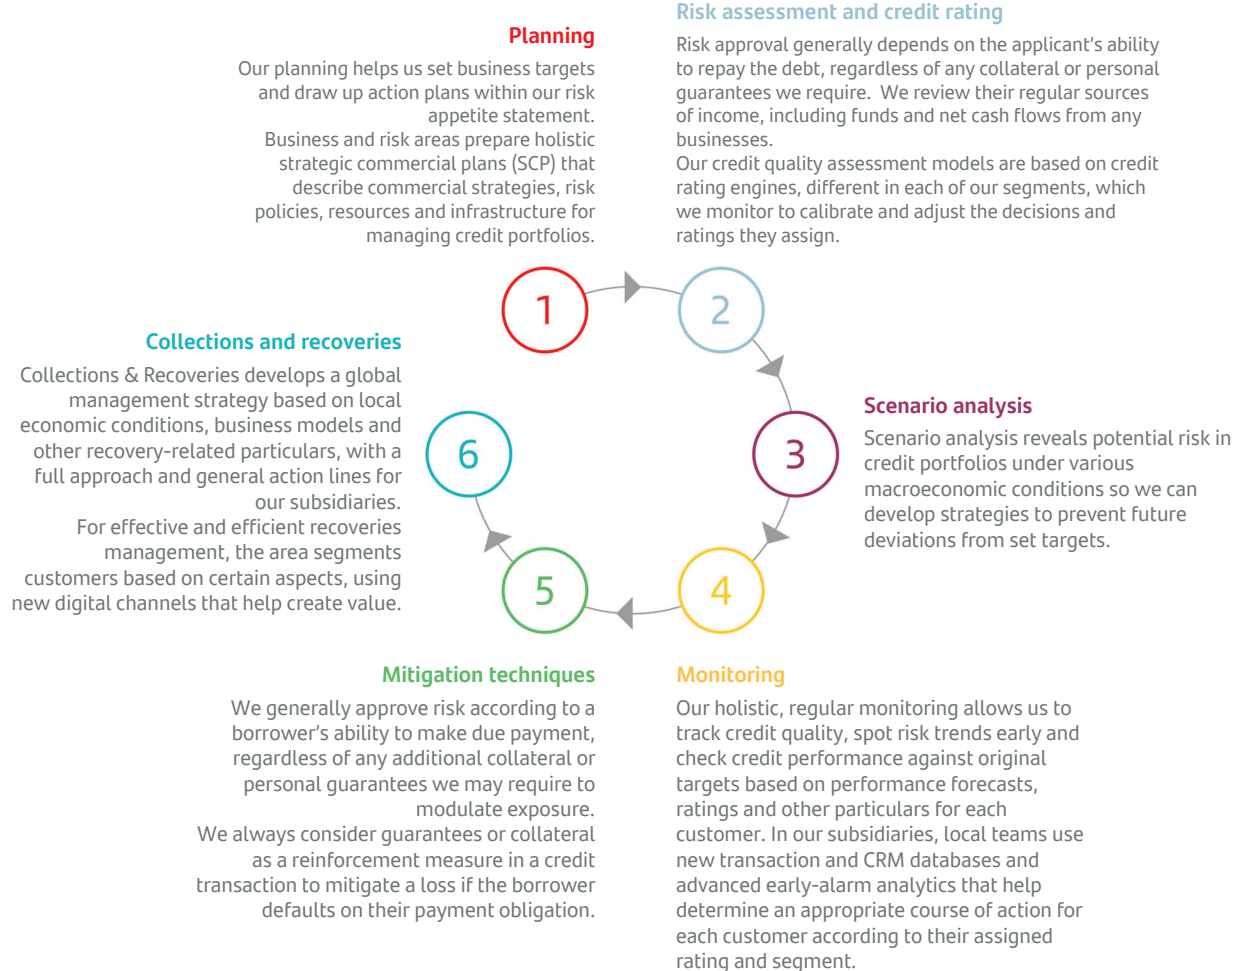 Planning
Our planning helps us set business targets
and draw up action plans within our risk
appetite statement.
Business and risk areas prepare holistic
strategic commercial plans (SCP) that
describe commercial strategies, risk
policies, resources and infrastructure for
managing credit portfolios.
Risk assessment and credit rating
Risk approval generally depends on the applicant’s ability
to repay the debt, regardless of any collateral or personal
guarantees we require. We review their regular sources
of income, including funds and net cash flows from any
businesses.
Our credit quality assessment models are based on credit
rating engines, different in each of our segments, which
we monitor to calibrate and adjust the decisions and
ratings they assign.
1
2
Collections and recoveries
Collections & Recoveries develops a global
management strategy based on local
economic conditions, business models and
other recovery-related particulars, with a
full approach and general action lines for
our subsidiaries.
For effective and efficient recoveries
management, the area segments
customers based on certain aspects, using
new digital channels that help create value.
6
3
Scenario analysis
Scenario analysis reveals potential risk in
credit portfolios under various
macroeconomic conditions so we can
develop strategies to prevent future
deviations from set targets.
5
4
Mitigation techniques
We generally approve risk according to a
borrower’s ability to make due payment,
regardless of any additional collateral or
personal guarantees we may require to
modulate exposure.
We always consider guarantees or collateral
as a reinforcement measure in a credit
transaction to mitigate a loss if the borrower
defaults on their payment obligation.
Monitoring
Our holistic, regular monitoring allows us to
track credit quality, spot risk trends early and
check credit performance against original
targets based on performance forecasts,
ratings and other particulars for each
customer. In our subsidiaries, local teams use
new transaction and CRM databases and
advanced early-alarm analytics that help
determine an appropriate course of action for
each customer according to their assigned
rating and segment.